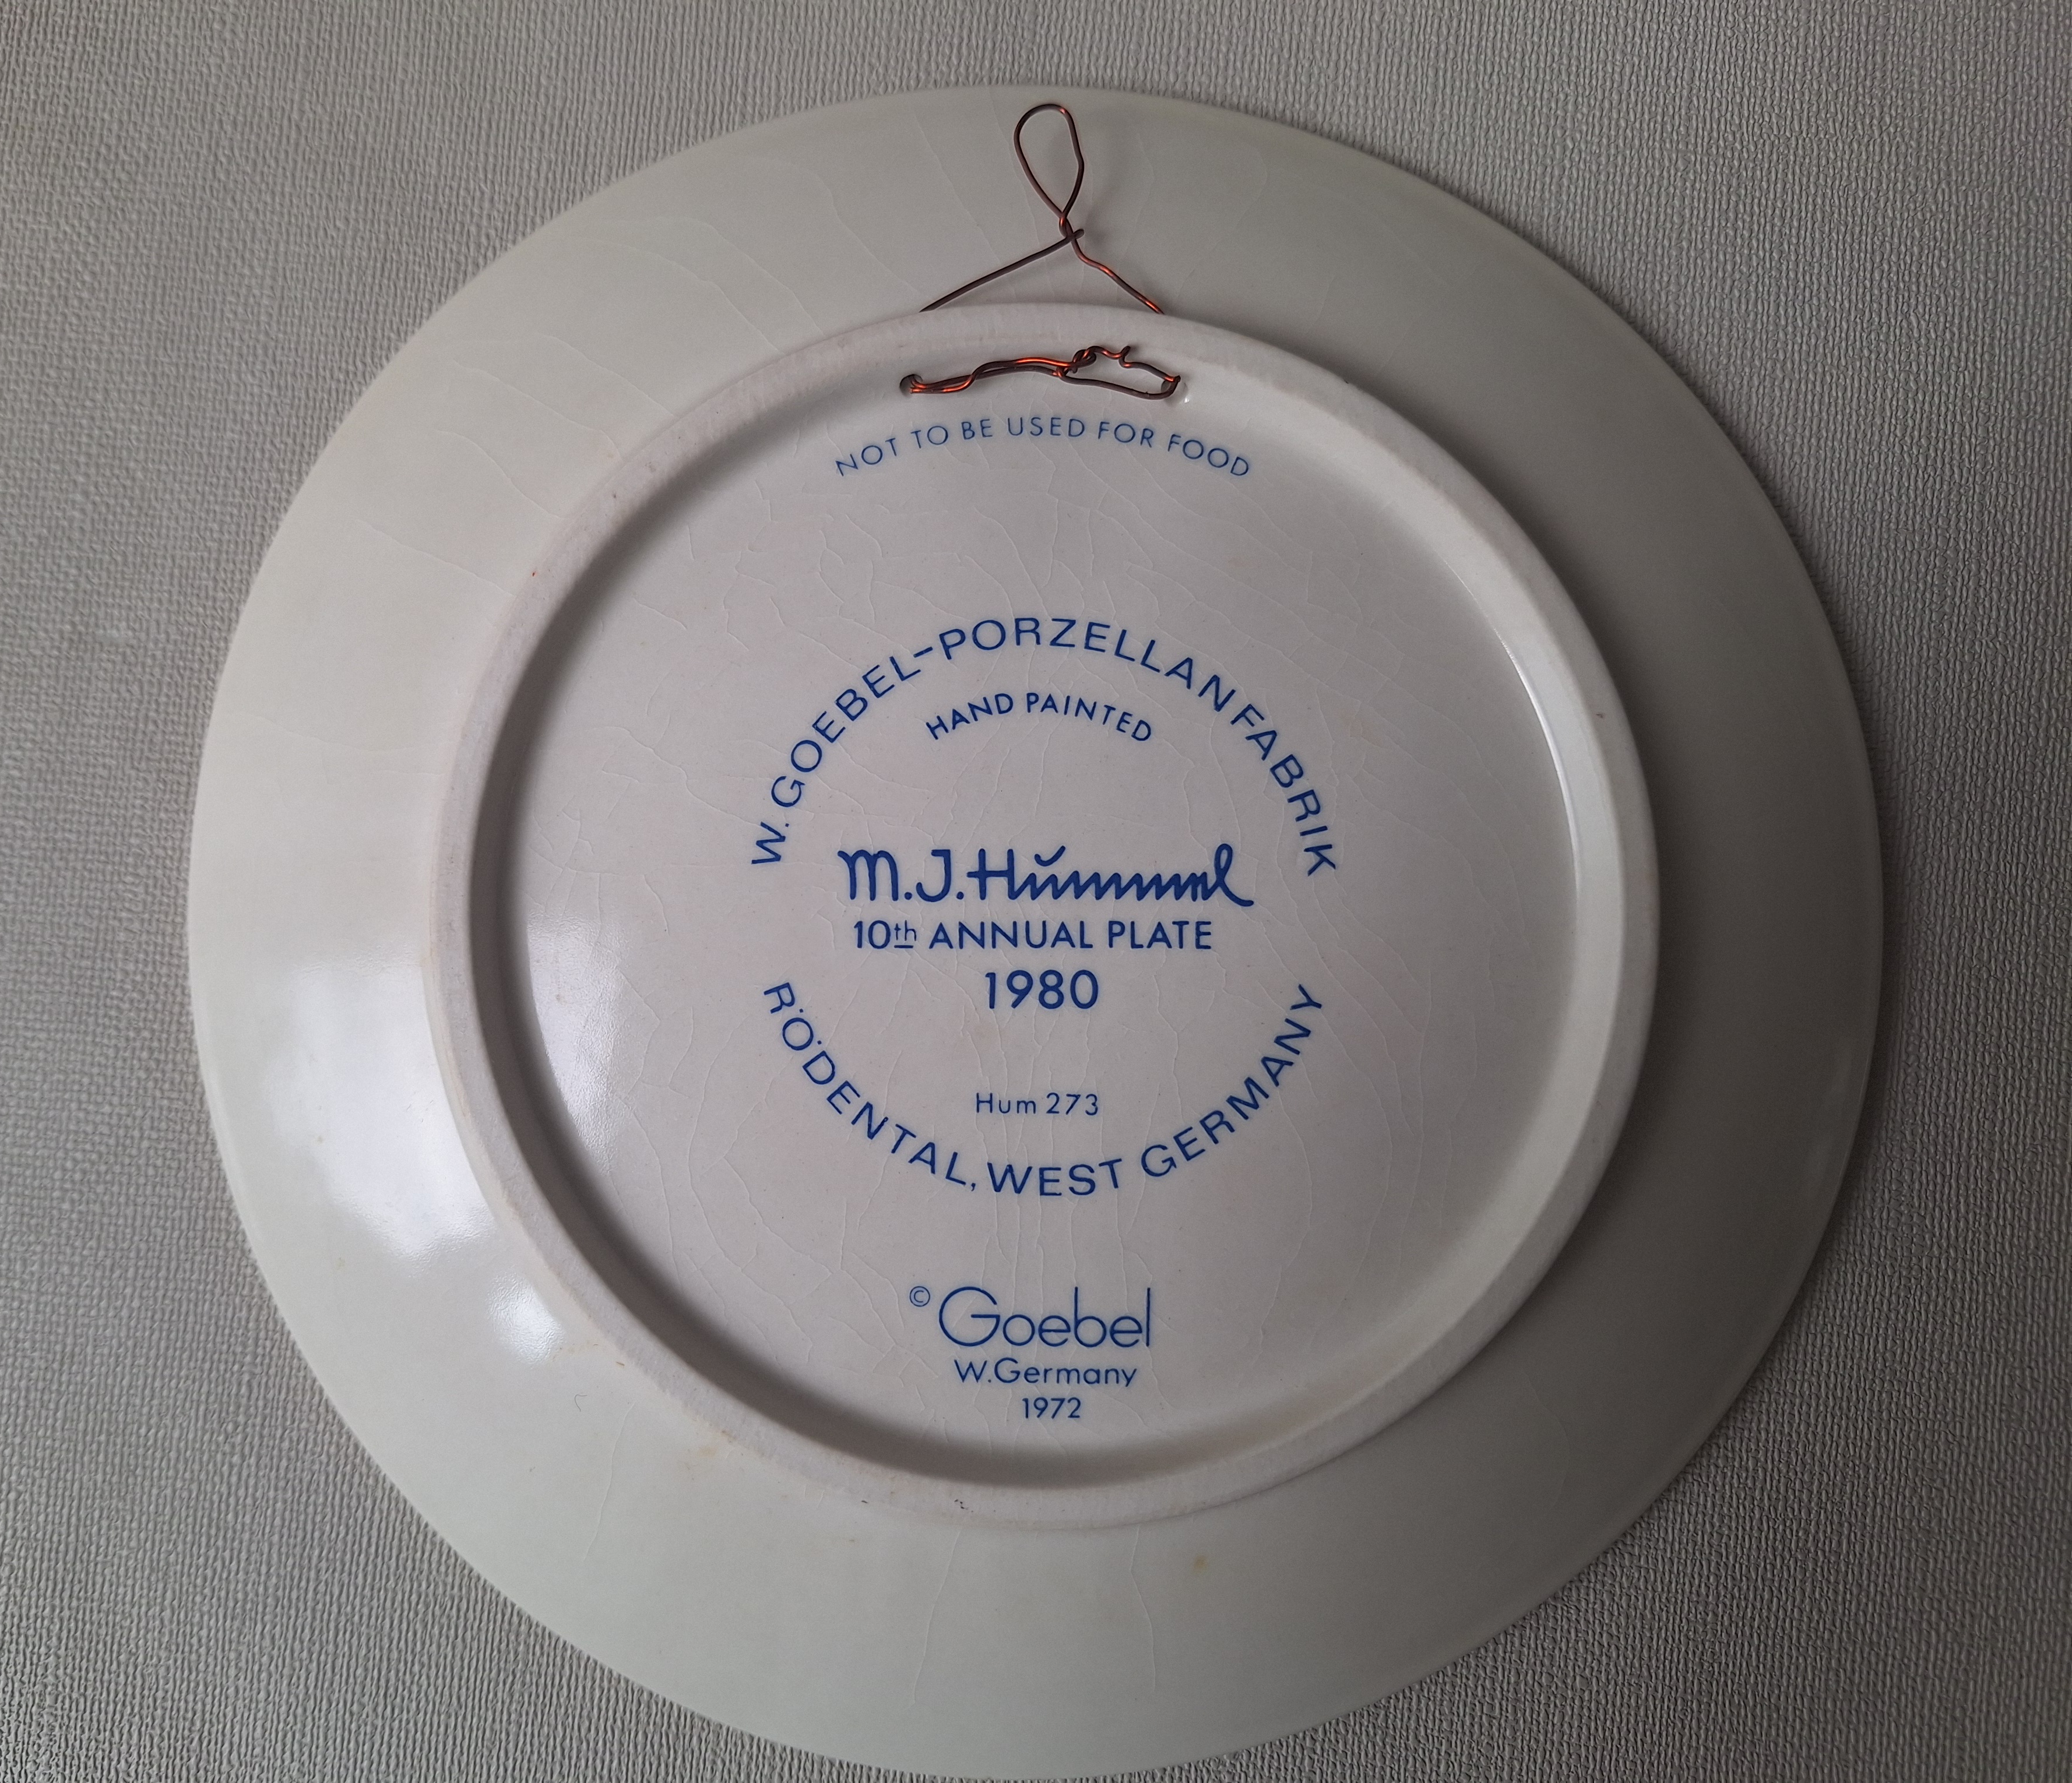 NOT TO BE USED FOR FOOD
W. GOEBEL-PORZELLANFABRIK
HAND PAINTED
M.J.Hummel
10th ANNUAL PLATE
1980
Hum 273
RÖDENTAL, WEST GERMANY
© Goebel
W.Germany
1972